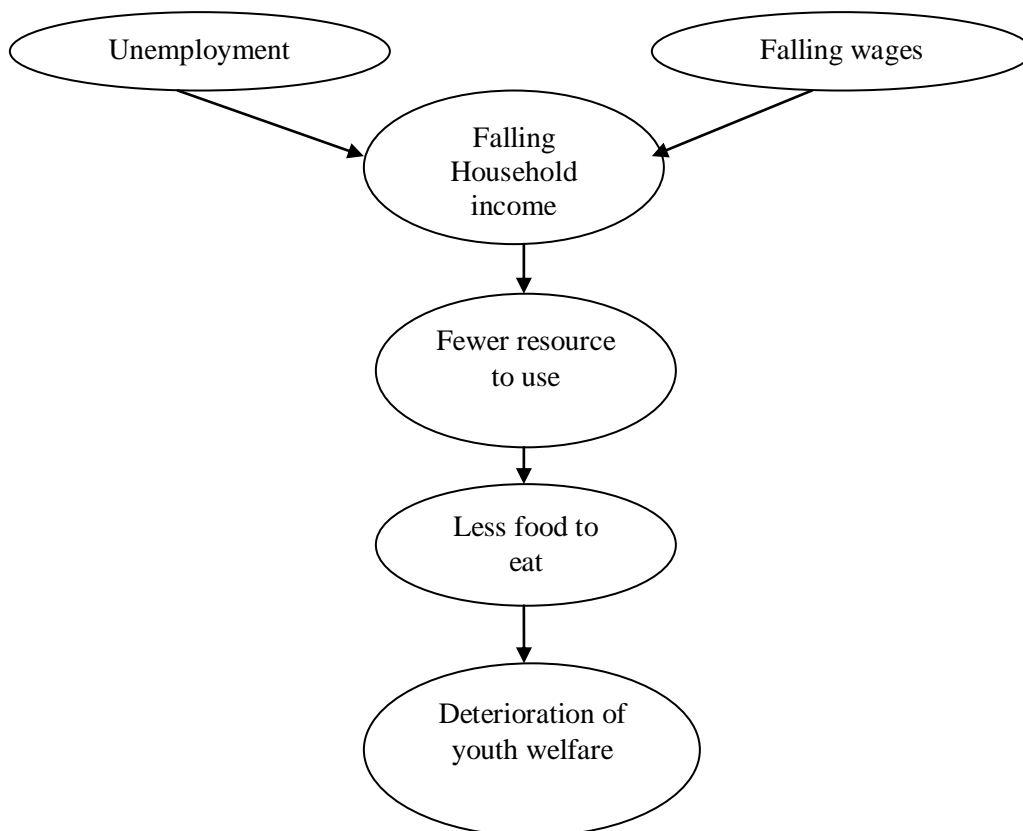 Unemployment
Falling wages
Falling
Household
income
Fewer resource
to use
Less food to
eat
Deterioration of
youth welfare